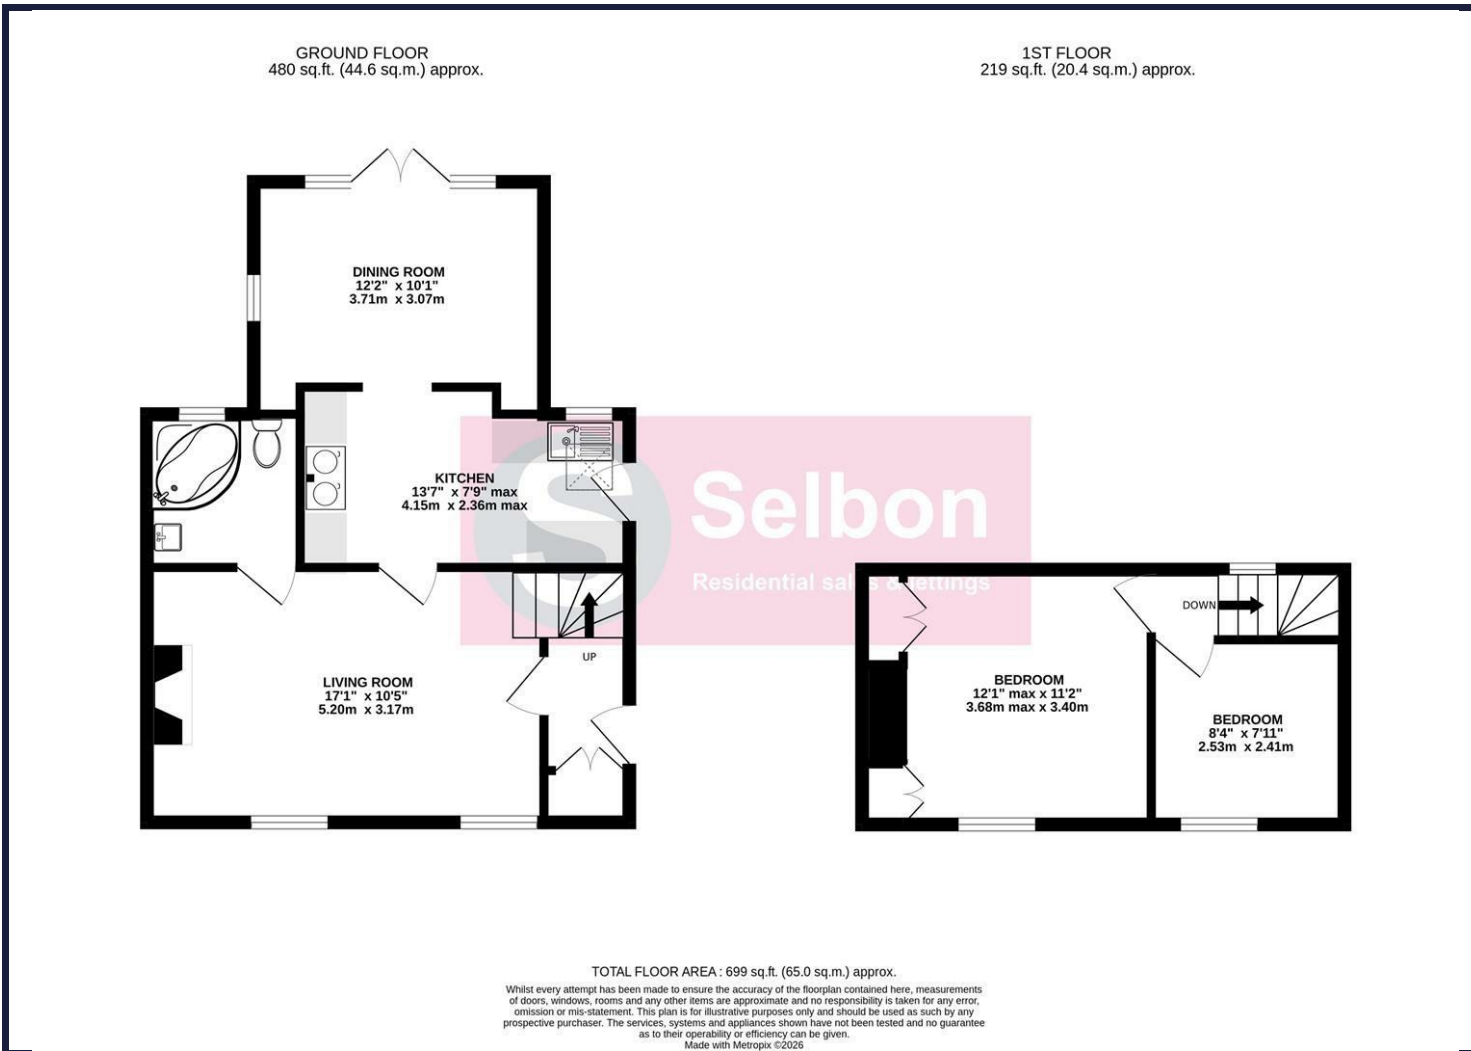 GROUND FLOOR
480 sq.ft. (44.6 sq.m.) approx.
1ST FLOOR
219 sq.ft. (20.4 sq.m.) approx.
DINING ROOM
12'2" x 10'1"
3.71m x 3.07m
KITCHEN
13'7" x 7'9" max
4.15m x 2.36m max
Selbon
Residential sales & lettings
UP
LIVING ROOM
17'1" x 10'5"
5.20m x 3.17m
DOWN
BEDROOM
12'1" max x 11'2"
3.68m max x 3.40m
BEDROOM
8'4" x 7'11"
2.53m x 2.41m
TOTAL FLOOR AREA : 699 sq.ft. (65.0 sq.m.) approx.
Whilst every attempt has been made to ensure the accuracy of the floorplan contained here, measurements
of doors, windows, rooms and any other items are approximate and no responsibility is taken for any error,
omission or mis-statement. This plan is for illustrative purposes only and should be used as such by any
prospective purchaser. The services, systems and appliances shown have not been tested and no guarantee
as to their operability or efficiency can be given.
Made with Metropix ©2026